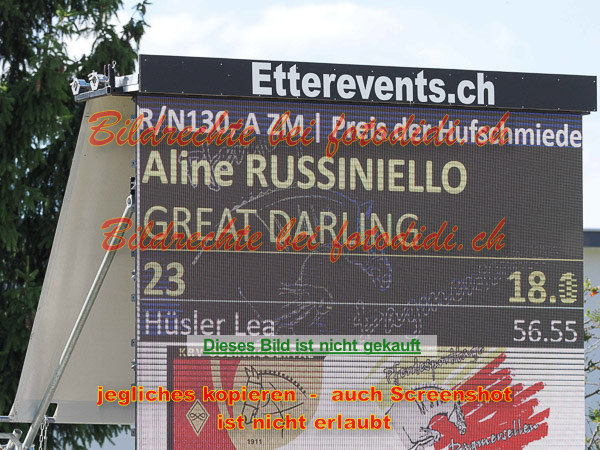 Etterevents.ch
R/N130, A ZM | Preis der Hufschmiede
Bildrechte bei fotodidi.ch
Aline RUSSINIELLO
GREAT DARLING
Bildrechte bei fotodidi.ch
23 18.0
Hüsler Lea 56.55
Dieses Bild ist nicht gekauft
jegliches kopieren - auch Screenshot
ist nicht erlaubt
1911